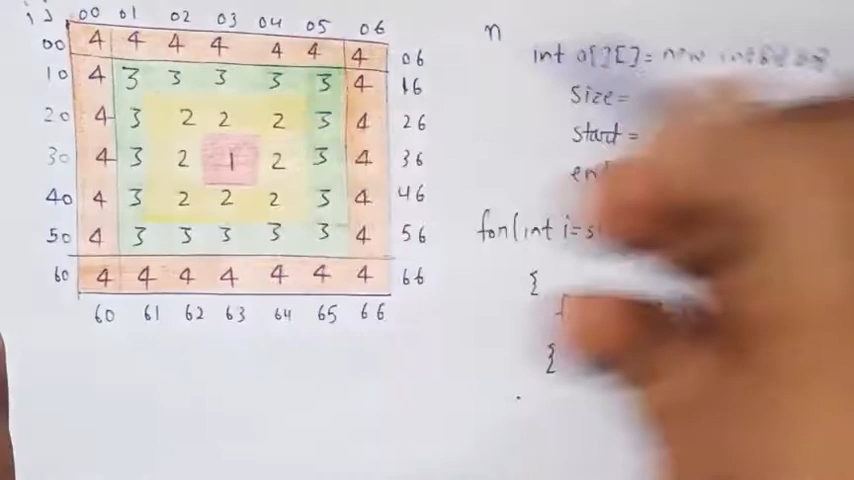 i j 00 01 02 03 04 05 06
00 4 4 4 4 4 4 4 06
10 4 3 3 3 3 3 4 16
20 4 3 2 2 2 3 4 26
30 4 3 2 1 2 3 4 36
40 4 3 2 2 2 3 4 46
50 4 3 3 3 3 3 4 56
60 4 4 4 4 4 4 4 66
60 61 62 63 64 65 66
n
int a[][]= new
size=
start =
for(int i=
{
{